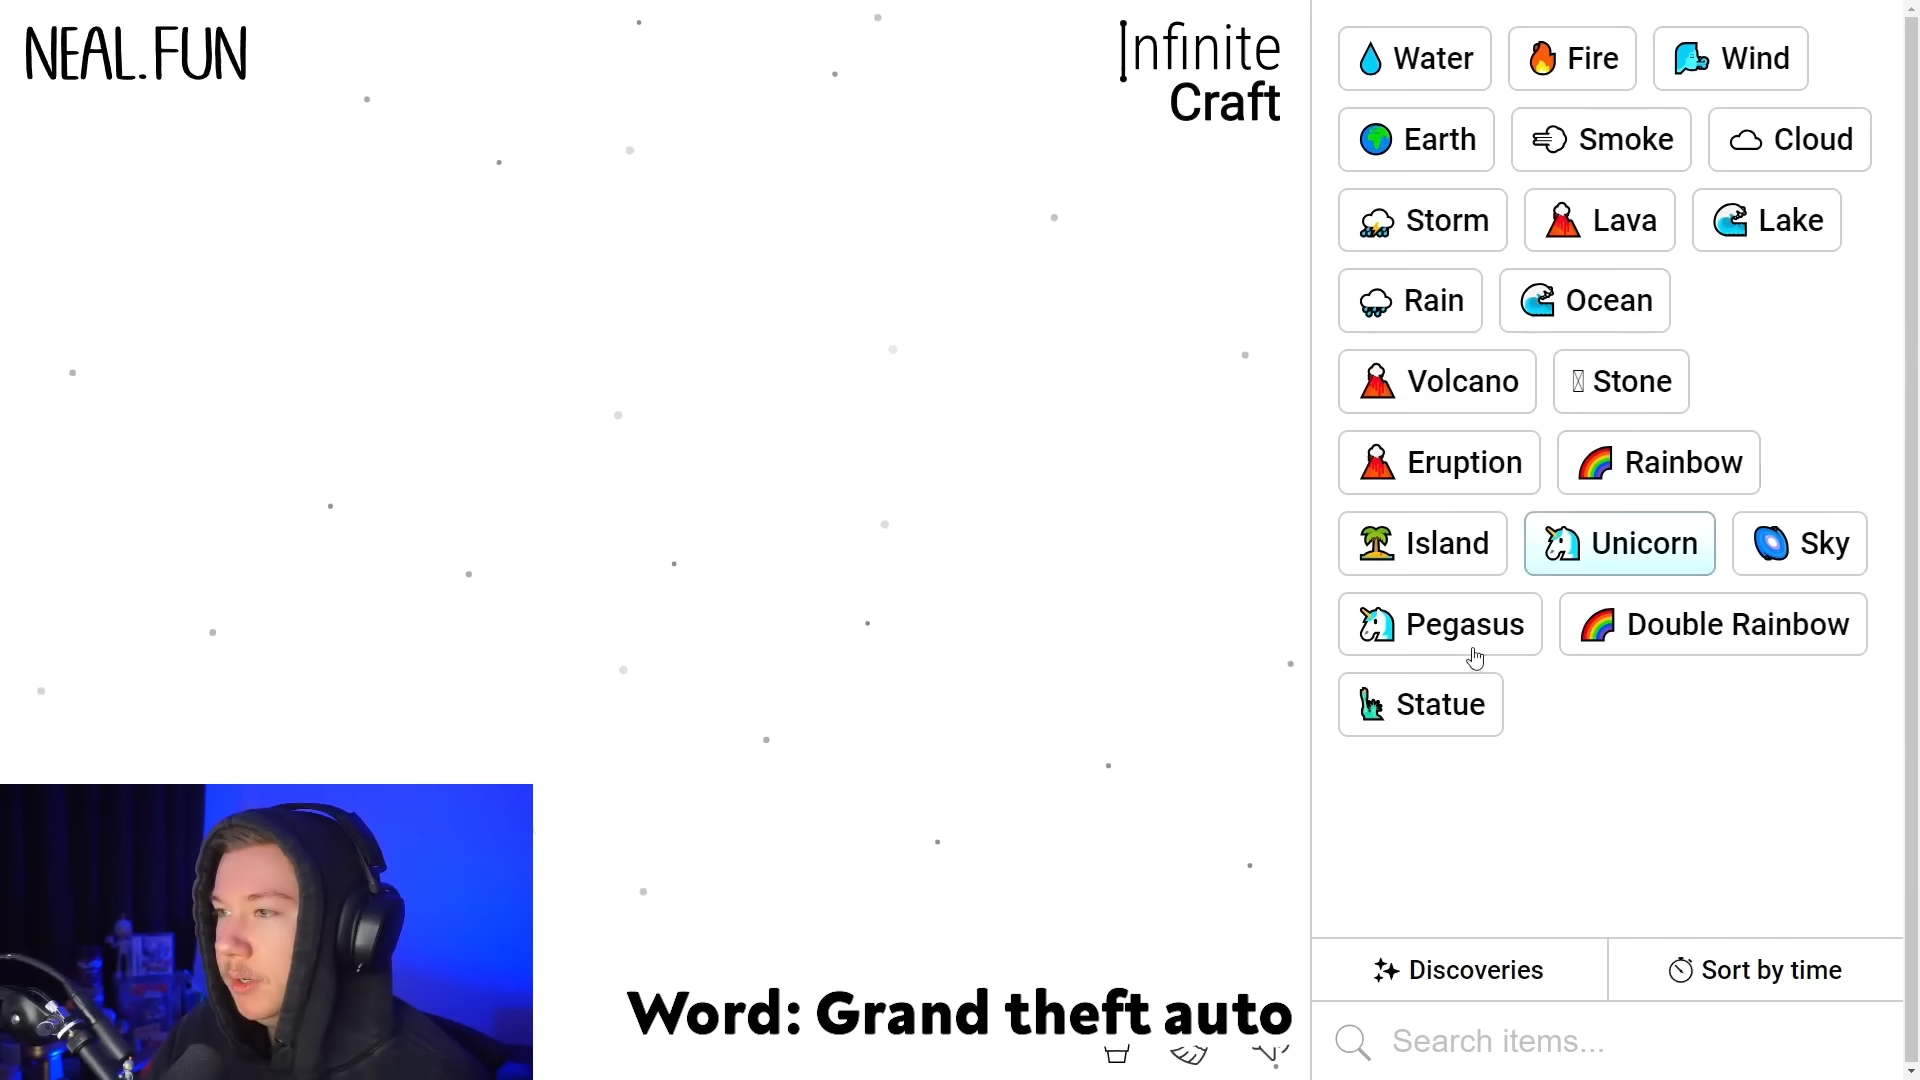 NEAL.FUN
Infinite
Craft
Water
Fire
Wind
Earth
Smoke
Cloud
Storm
Lava
Lake
Rain
Ocean
Volcano
Stone
Eruption
Rainbow
Island
Unicorn
Sky
Pegasus
Double Rainbow
Statue
Discoveries
Sort by time
Search items...
Word: Grand theft auto